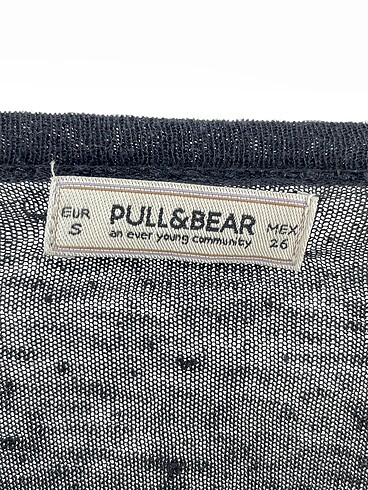 EUR
S
PULL&BEAR
an ever young community
MEX
26